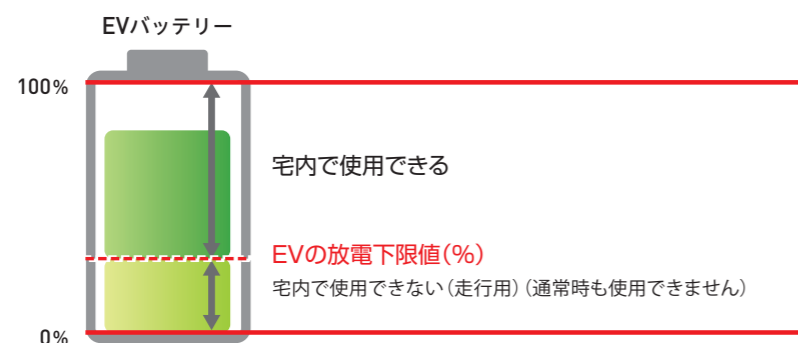 EVバッテリー
100%
宅内で使用できる
EVの放電下限値(%)
宅内で使用できない(走行用)(通常時も使用できません)
0%